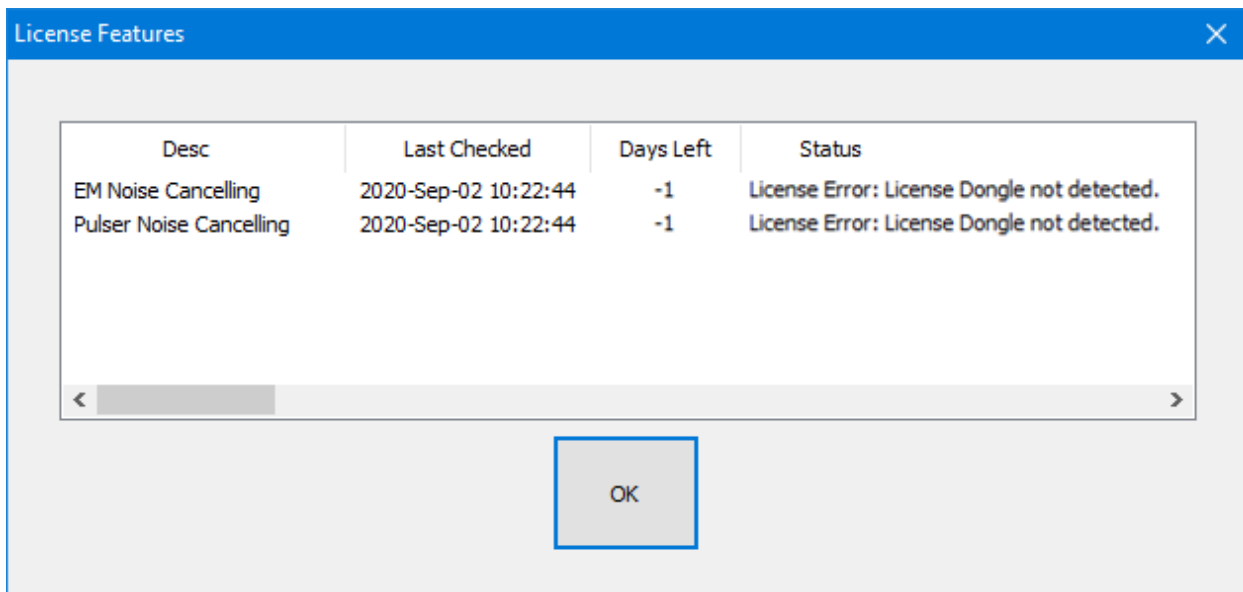 License Features
Desc Last Checked Days Left Status
EM Noise Cancelling 2020-Sep-02 10:22:44 -1 License Error: License Dongle not detected.
Pulser Noise Cancelling 2020-Sep-02 10:22:44 -1 License Error: License Dongle not detected.
OK